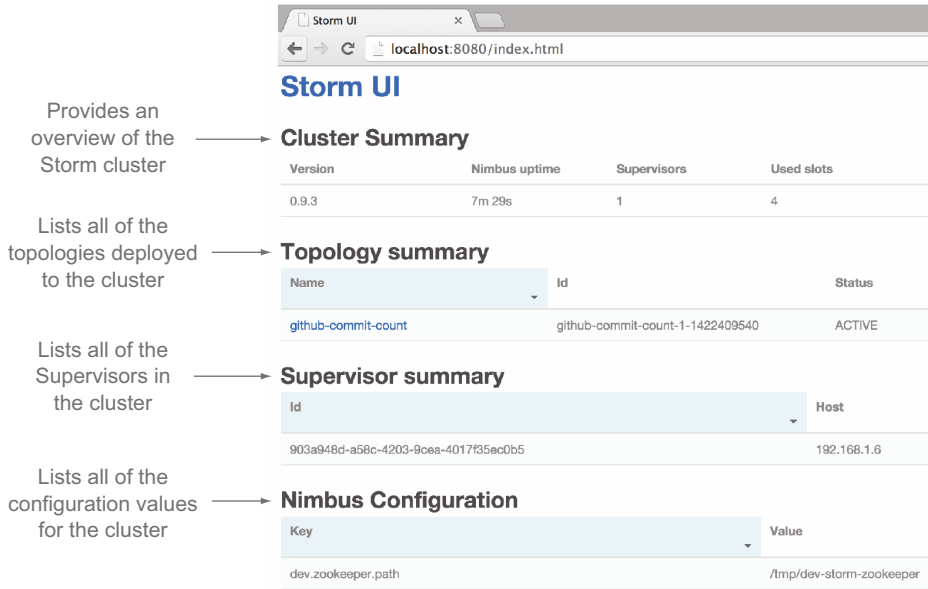 Storm UI
localhost:8080/index.html
Storm UI
Provides an
overview of the
Storm cluster
Cluster Summary
Version Nimbus uptime Supervisors Used slots
0.9.3 7m 29s 1 4
Lists all of the
topologies deployed
to the cluster
Topology summary
Name Id Status
github-commit-count github-commit-count-1-1422409540 ACTIVE
Lists all of the
Supervisors in
the cluster
Supervisor summary
Id Host
903a948d-a58c-4203-9cea-4017f35ec0b5 192.168.1.6
Lists all of the
configuration values
for the cluster
Nimbus Configuration
Key Value
dev.zookeeper.path /tmp/dev-storm-zookeeper